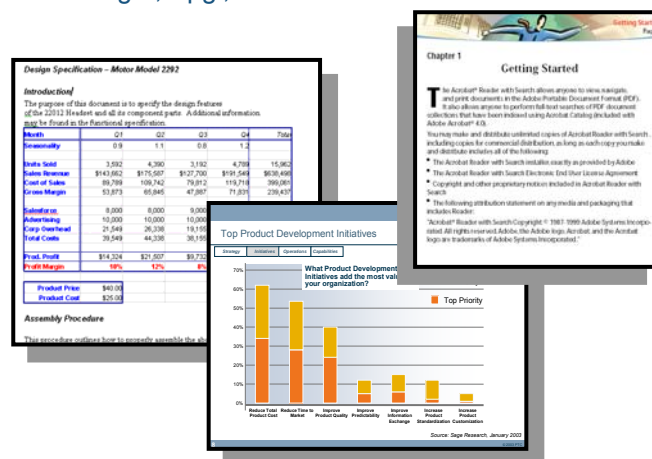 Design Specification – Motor Model 2292
Introduction
The purpose of this document is to specify the design features
of the 22012 Headset and all its component parts. Additional information
may be found in the functional specification.
Month Q1 Q2 Q3 Q4 Total
Seasonality 0.9 1.1 0.8 1.2
Units Sold 3,592 4,390 3,192 4,789 15,962
Sales Revenue $143,662 $175,587 $127,700 $191,549 $638,498
Cost of Sales 89,789 109,742 79,812 119,718 399,061
Gross Margin 53,873 65,845 47,887 71,831 239,437
Salesforce 8,000 8,000 9,000
Advertising 10,000 10,000 10,000
Corp Overhead 21,549 26,338 19,155
Total Costs 39,549 44,338 38,155
Prod. Profit $14,324 $21,507 $9,732
Profit Margin 10% 12% 8%
Product Price $40.00
Product Cost $25.00
Assembly Procedure
This procedure outlines how to properly assemble the
Getting Start
Chapter 1
Getting Started
The Acrobat® Reader with Search allows anyone to view, navigate,
and print documents in the Adobe Portable Document Format (PDF).
It also allows anyone to perform full-text searches of PDF document
collections that have been indexed using Acrobat Catalog (included with
Adobe Acrobat® 4.0).
You may make and distribute unlimited copies of Acrobat Reader with Search,
including copies for commercial distribution, as long as each copy you make
and distribute includes all of the following:
• The Acrobat Reader with Search installer, exactly as provided by Adobe
• The Acrobat Reader with Search Electronic End User License Agreement
• Copyright and other proprietary notices included in Acrobat Reader with
Search
• The following attribution statement on any media and packaging that
includes Reader:
"Acrobat® Reader with Search Copyright © 1987-1999 Adobe Systems Incorpo-
rated. All rights reserved. Adobe, the Adobe logo, Acrobat, and the Acrobat
logo are trademarks of Adobe Systems Incorporated."
Top Product Development Initiatives
Strategy Initiatives Operations Capabilities
What Product Development
Initiatives add the most val
your organization?
Top Priority
70%
60%
50%
40%
30%
20%
10%
0%
Reduce Total Product Cost
Reduce Time to Market
Improve Product Quality
Improve Predictability
Improve Information Exchange
Increase Product Standardization
Increase Product Customization
Source: Sage Research, January 2003